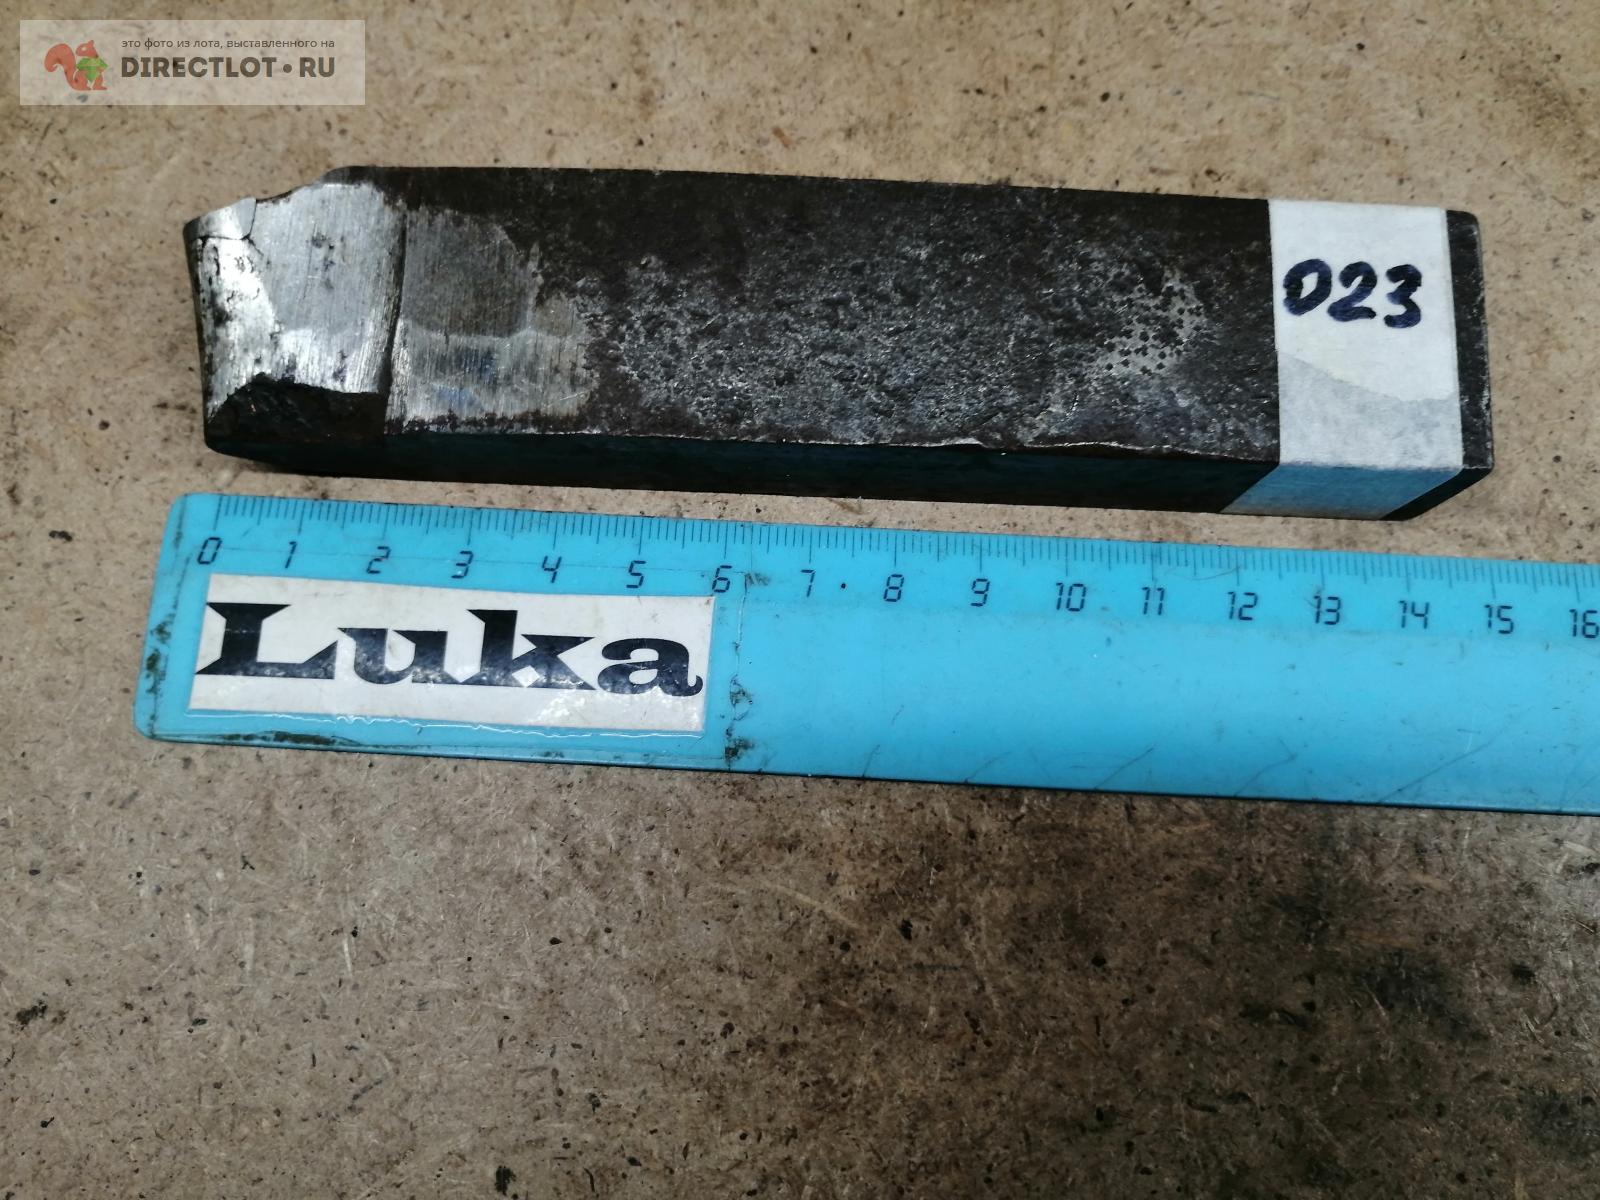 это фото из лота, выставленного на
DIRECTLOT•RU
023
0 1 2 3 4 5 6 7 8 9 10 11 12 13 14 15 16
Luka